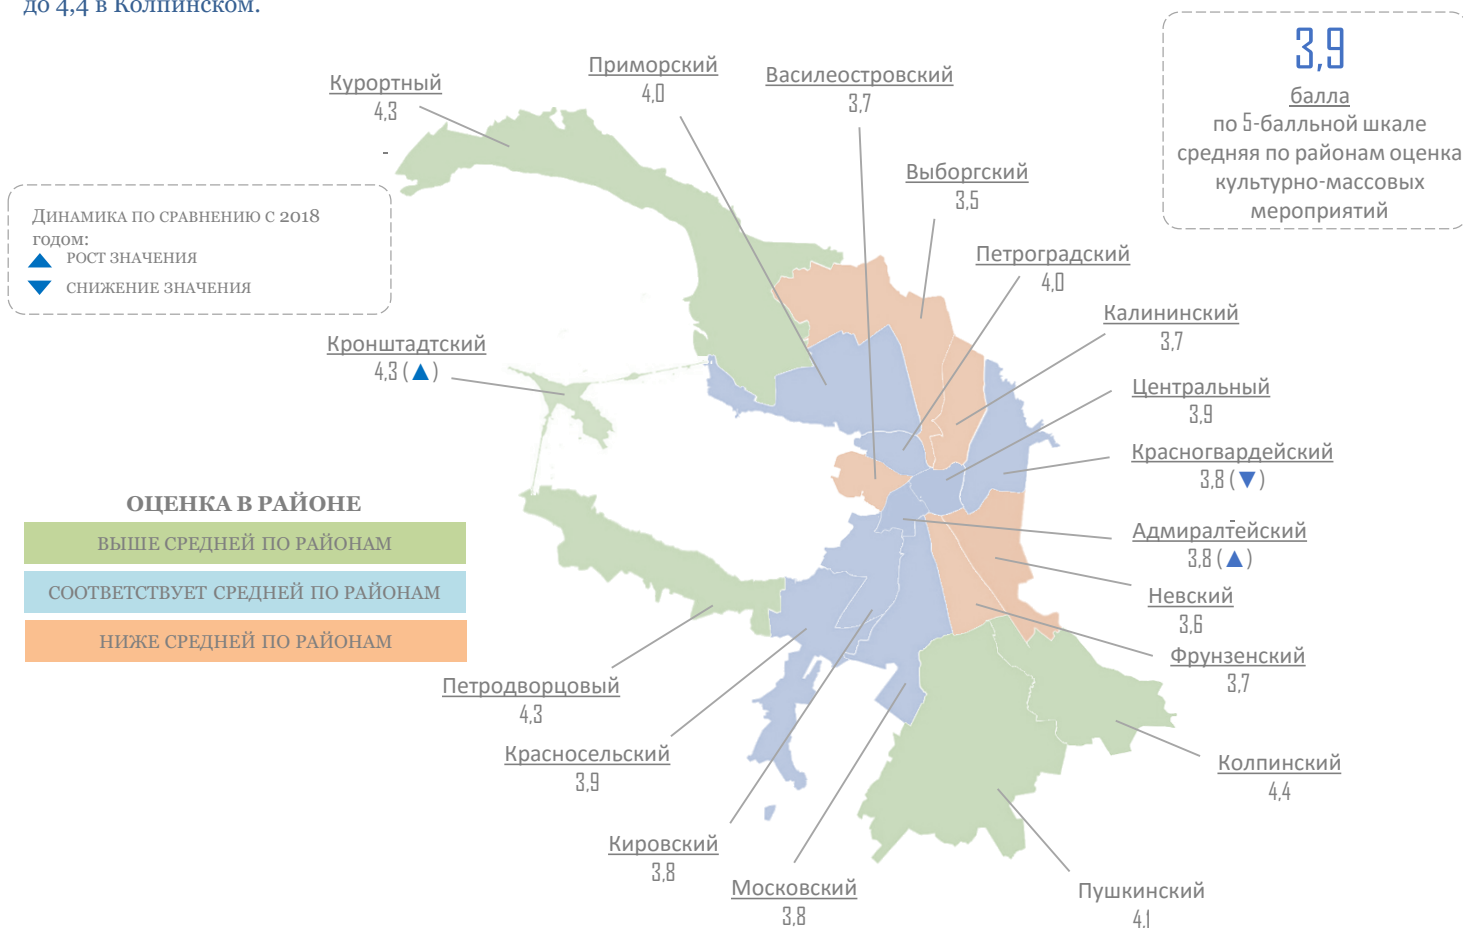 до 4,4 в Колпинском.
3,9
балла
по 5-балльной шкале
средняя по районам оценка
культурно-массовых
мероприятий
Приморский
4,0
Василеостровский
3,7
Курортный
4,3
-
Выборгский
3,5
Динамика по сравнению с 2018
годом:
▲ рост значения
▼ снижение значения
Петроградский
4,0
Калининский
3,7
Кронштадтский
4,3 (▲)
Центральный
3,9
Красногвардейский
3,8 (▼)
-
Адмиралтейский
3,8 (▲)
ОЦЕНКА В РАЙОНЕ
ВЫШЕ СРЕДНЕЙ ПО РАЙОНАМ
СООТВЕТСТВУЕТ СРЕДНЕЙ ПО РАЙОНАМ
НИЖЕ СРЕДНЕЙ ПО РАЙОНАМ
Невский
3,6
Фрунзенский
3,7
Петродворцовый
4,3
Красносельский
3,9
Колпинский
4,4
Кировский
3,8
Московский
3,8
Пушкинский
4,1